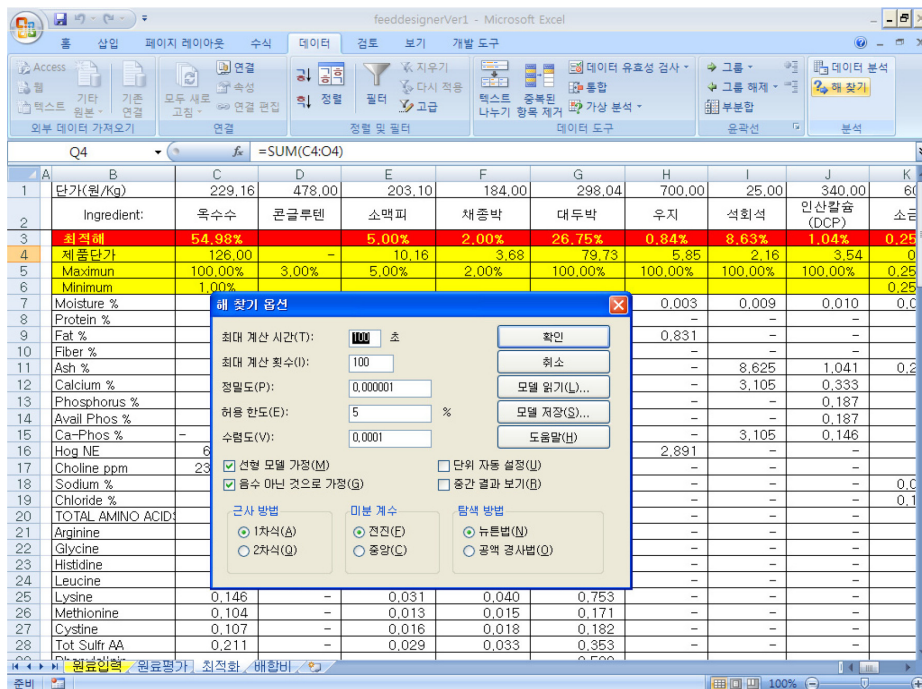 feeddesignerVer1 - Microsoft Excel
홈 삽입 페이지 레이아웃 수식 데이터 검토 보기 개발 도구
Access
웹
텍스트
기타 원본
기존 연결
외부 데이터 가져오기
모두 새로 고침
연결
속성
연결 편집
연결
정렬
필터
지우기
다시 적용
고급
정렬 및 필터
텍스트 나누기
중복된 항목 제거
데이터 유효성 검사
통합
가상 분석
데이터 도구
그룹
그룹 해제
부분합
윤곽선
데이터 분석
해 찾기
분석
Q4 fx =SUM(C4:O4)
A B C D E F G H I J K
1 단가(원/Kg) 229,16 478,00 203,10 184,00 298,04 700,00 25,00 340,00 60
2 Ingredient: 옥수수 콘글루텐 소맥피 채종박 대두박 우지 석회석 인산칼슘 (DCP) 소금
3 최적해 54,98% 5,00% 2,00% 26,75% 0,84% 8,63% 1,04% 0,25
4 제품단가 126,00 - 10,16 3,68 79,73 5,85 2,16 3,54 0
5 Maximun 100,00% 3,00% 5,00% 2,00% 100,00% 100,00% 100,00% 100,00% 0,25
6 Minimum 1,00% 0,25
7 Moisture % 0,003 0,009 0,010 0,0
8 Protein % - - -
9 Fat % 0,831 - -
10 Fiber % - - -
11 Ash % - 8,625 1,041 0,2
12 Calcium % - 3,105 0,333
13 Phosphorus % - - 0,187
14 Avail Phos % - - 0,187
15 Ca-Phos % - - 3,105 0,146
16 Hog NE 6 2,891 - -
17 Choline ppm 23 - - -
18 Sodium % - - - 0,0
19 Chloride % - - - 0,1
20 TOTAL AMINO ACIDS - - -
21 Arginine - - -
22 Glycine - - -
23 Histidine - - -
24 Leucine - - -
25 Lysine 0,146 - 0,031 0,040 0,753 - - -
26 Methionine 0,104 - 0,013 0,015 0,171 - - -
27 Cystine 0,107 - 0,016 0,018 0,182 - - -
28 Tot Sulfr AA 0,211 - 0,029 0,033 0,353 - - -
해 찾기 옵션
최대 계산 시간(T): 100 초 확인
최대 계산 횟수(I): 100 취소
정밀도(P): 0,000001 모델 읽기(L)...
허용 한도(E): 5 % 모델 저장(S)...
수렴도(V): 0,0001 도움말(H)
선형 모델 가정(M) 단위 자동 설정(U)
음수 아닌 것으로 가정(G) 중간 결과 보기(R)
근사 방법 미분 계수 탐색 방법
1차식(A) 전진(F) 뉴튼법(N)
2차식(Q) 중앙(C) 공액 경사법(O)
원료입력 원료평가 최적화 배합비
준비 100%